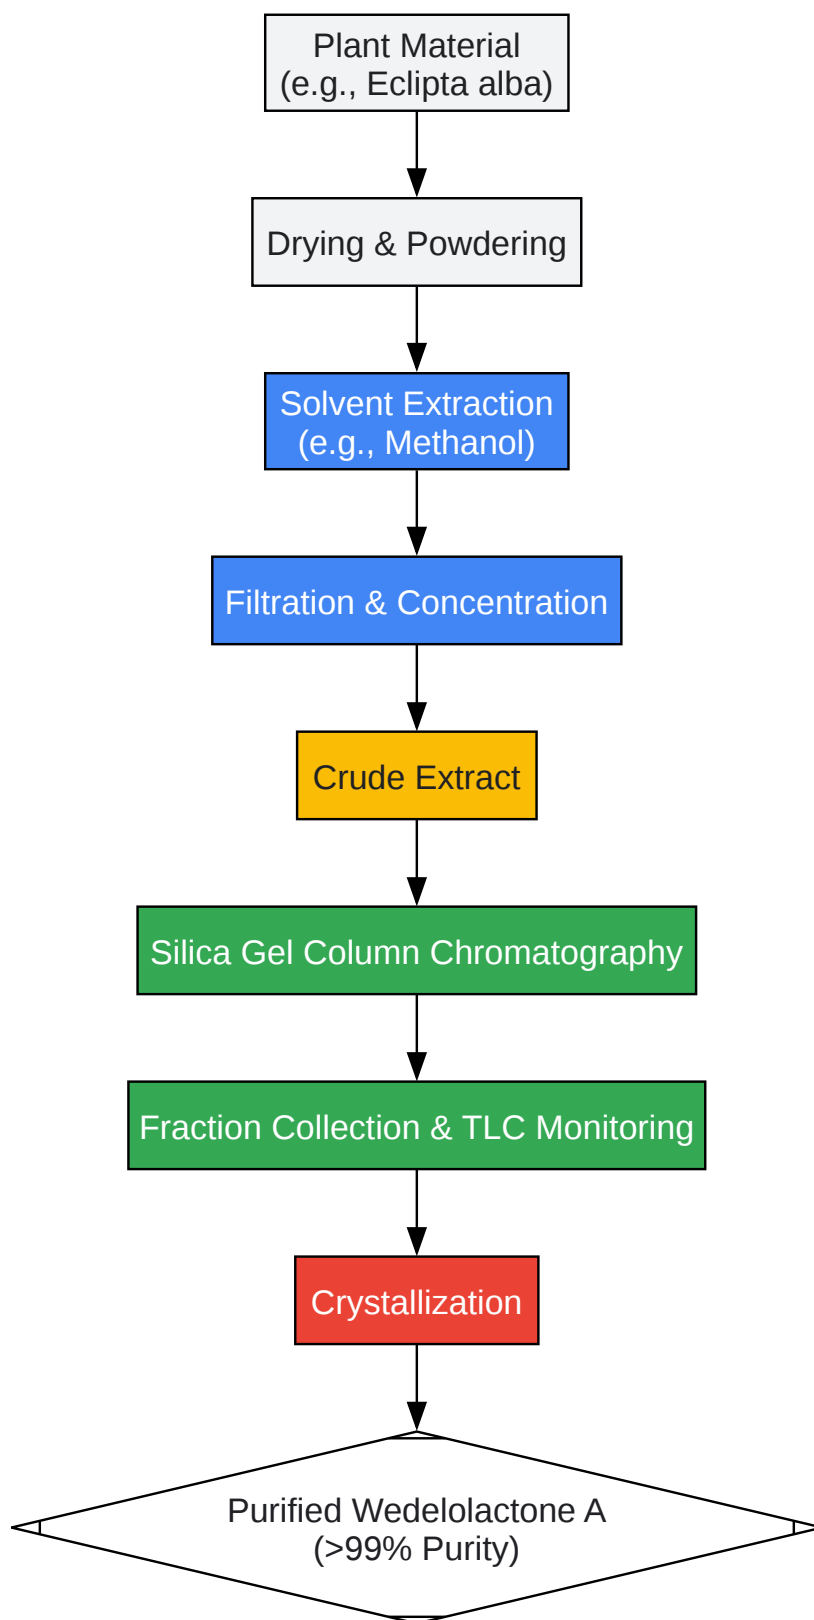 Plant Material
(e.g., Eclipta alba)
Drying & Powdering
Solvent Extraction
(e.g., Methanol)
Filtration & Concentration
Crude Extract
Silica Gel Column Chromatography
Fraction Collection & TLC Monitoring
Crystallization
Purified Wedelolactone A
(>99% Purity)